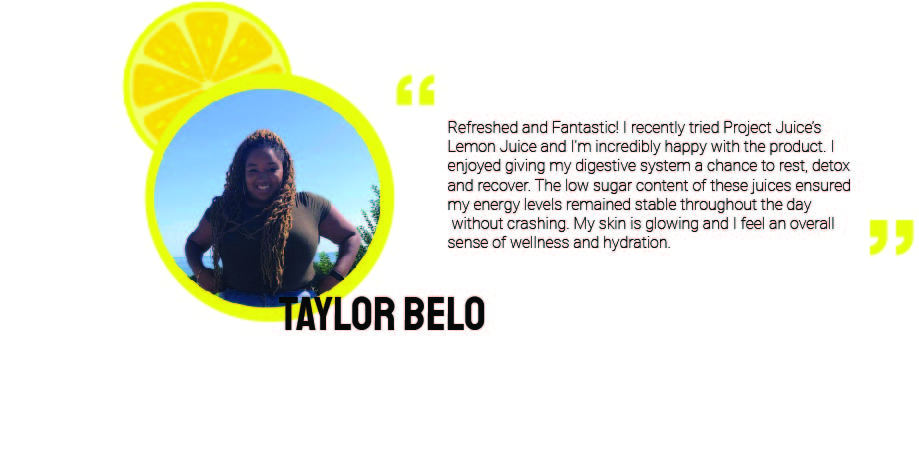 “
Refreshed and Fantastic! I recently tried Project Juice's
Lemon Juice and I'm incredibly happy with the product. I
enjoyed giving my digestive system a chance to rest, detox
and recover. The low sugar content of these juices ensured
my energy levels remained stable throughout the day
without crashing. My skin is glowing and I feel an overall
sense of wellness and hydration.
”
TAYLOR BELO